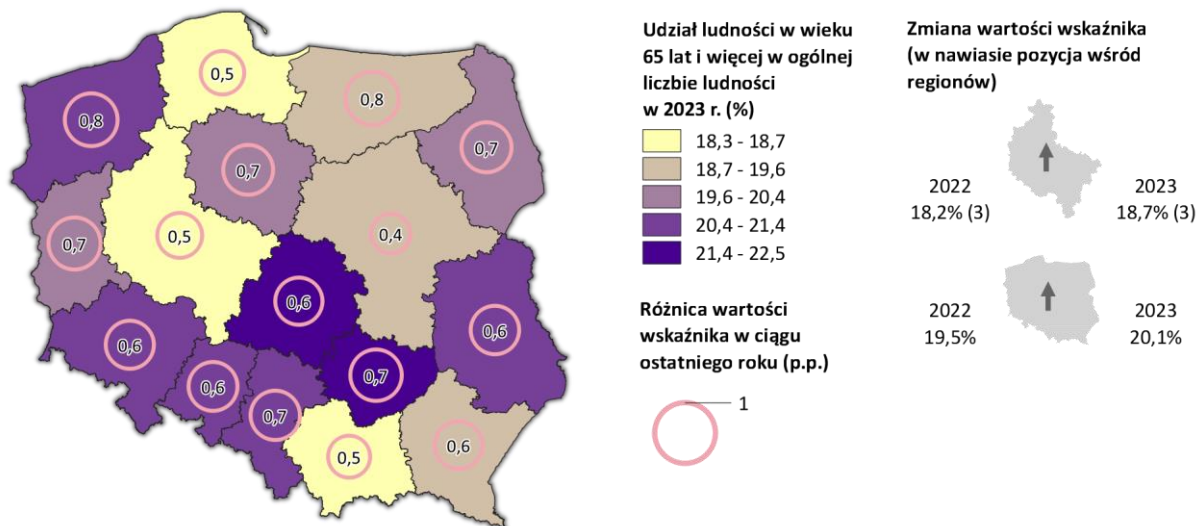 0,5
0,8
0,8
0,7
0,7
0,5
0,4
0,7
0,6
0,6
0,6
0,6
0,7
0,7
0,5
0,6
Udział ludności w wieku
65 lat i więcej w ogólnej
liczbie ludności
w 2023 r. (%)
18,3 - 18,7
18,7 - 19,6
19,6 - 20,4
20,4 - 21,4
21,4 - 22,5
Różnica wartości
wskaźnika w ciągu
ostatniego roku (p.p.)
1
Zmiana wartości wskaźnika
(w nawiasie pozycja wśród
regionów)
2022
18,2% (3)
2023
18,7% (3)
2022
19,5%
2023
20,1%